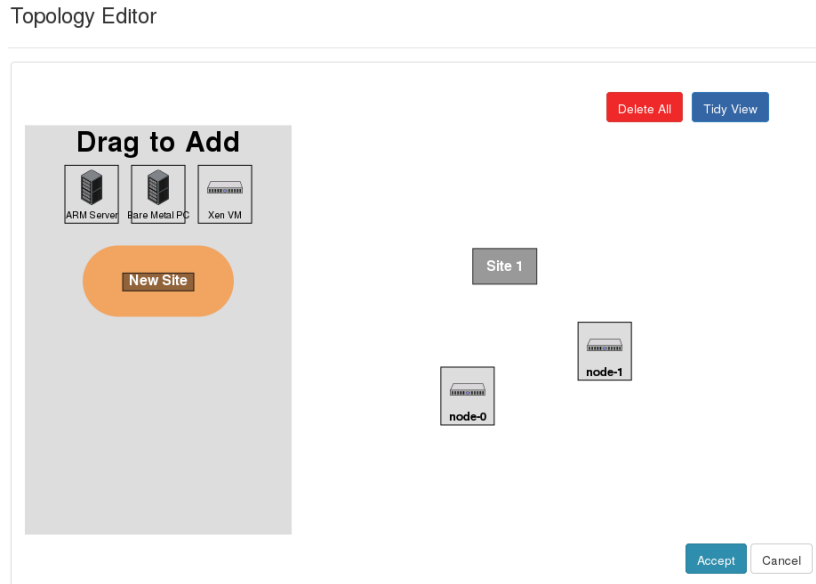 Topology Editor
Delete All
Tidy View
Drag to Add
ARM Server
Bare Metal PC
Xen VM
New Site
Site 1
node-1
node-0
Accept
Cancel